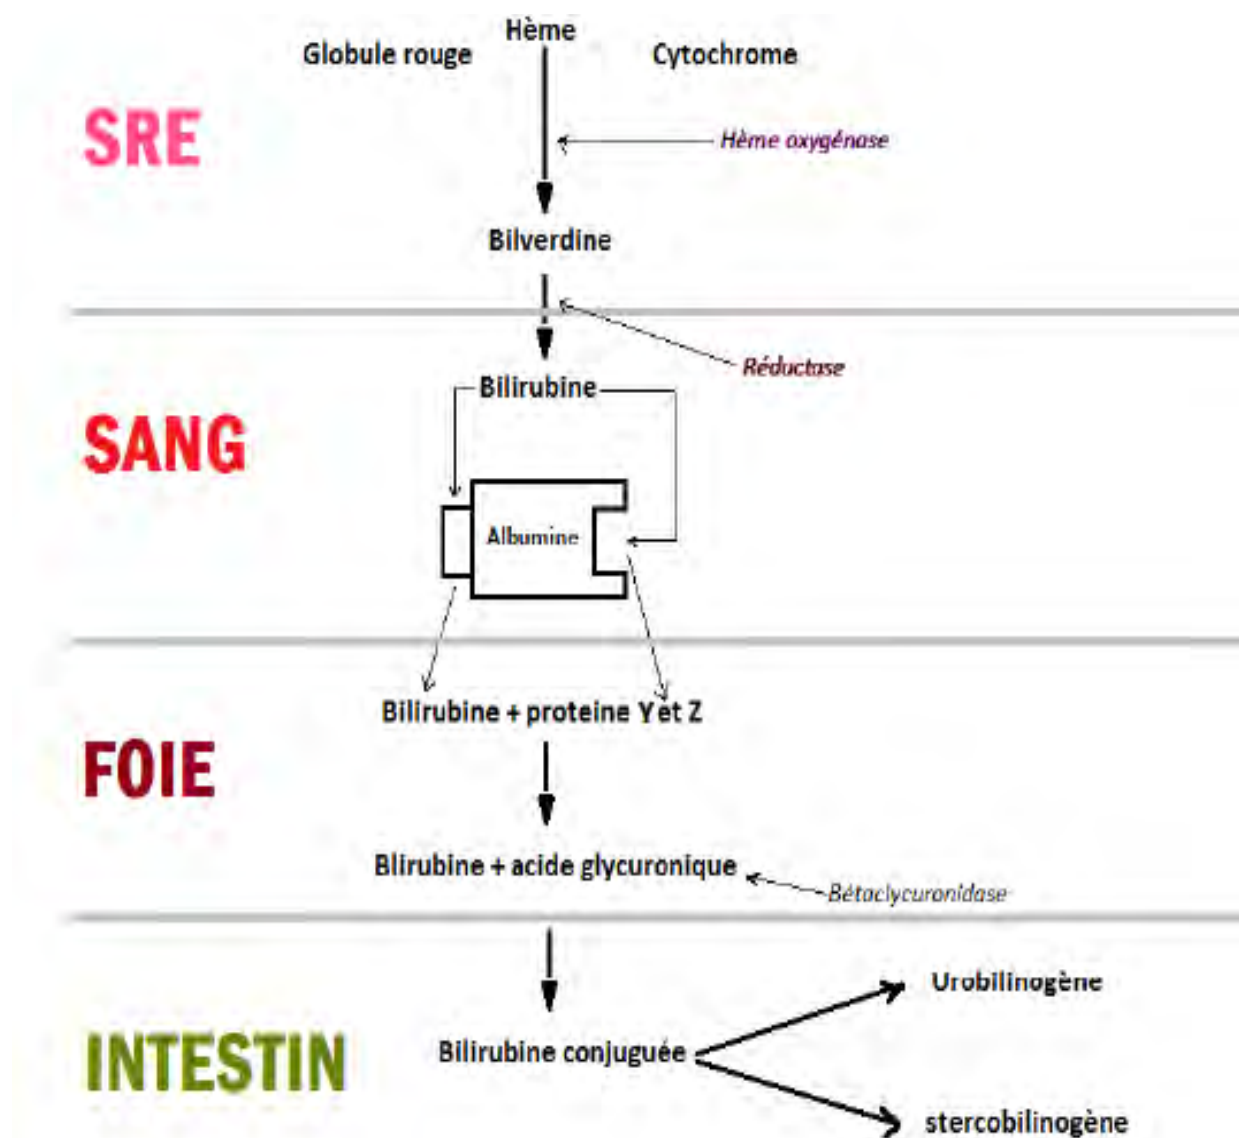 Hème
Globule rouge
Cytochrome
SRE
Hème oxygénase
Bilverdine
Réductase
Bilirubine
SANG
Albumine
Bilirubine + proteine Y et Z
FOIE
Blirubine + acide glycuronique
Bétaclycuronidase
Urobilinogène
INTESTIN
Bilirubine conjuguée
stercobilinogène